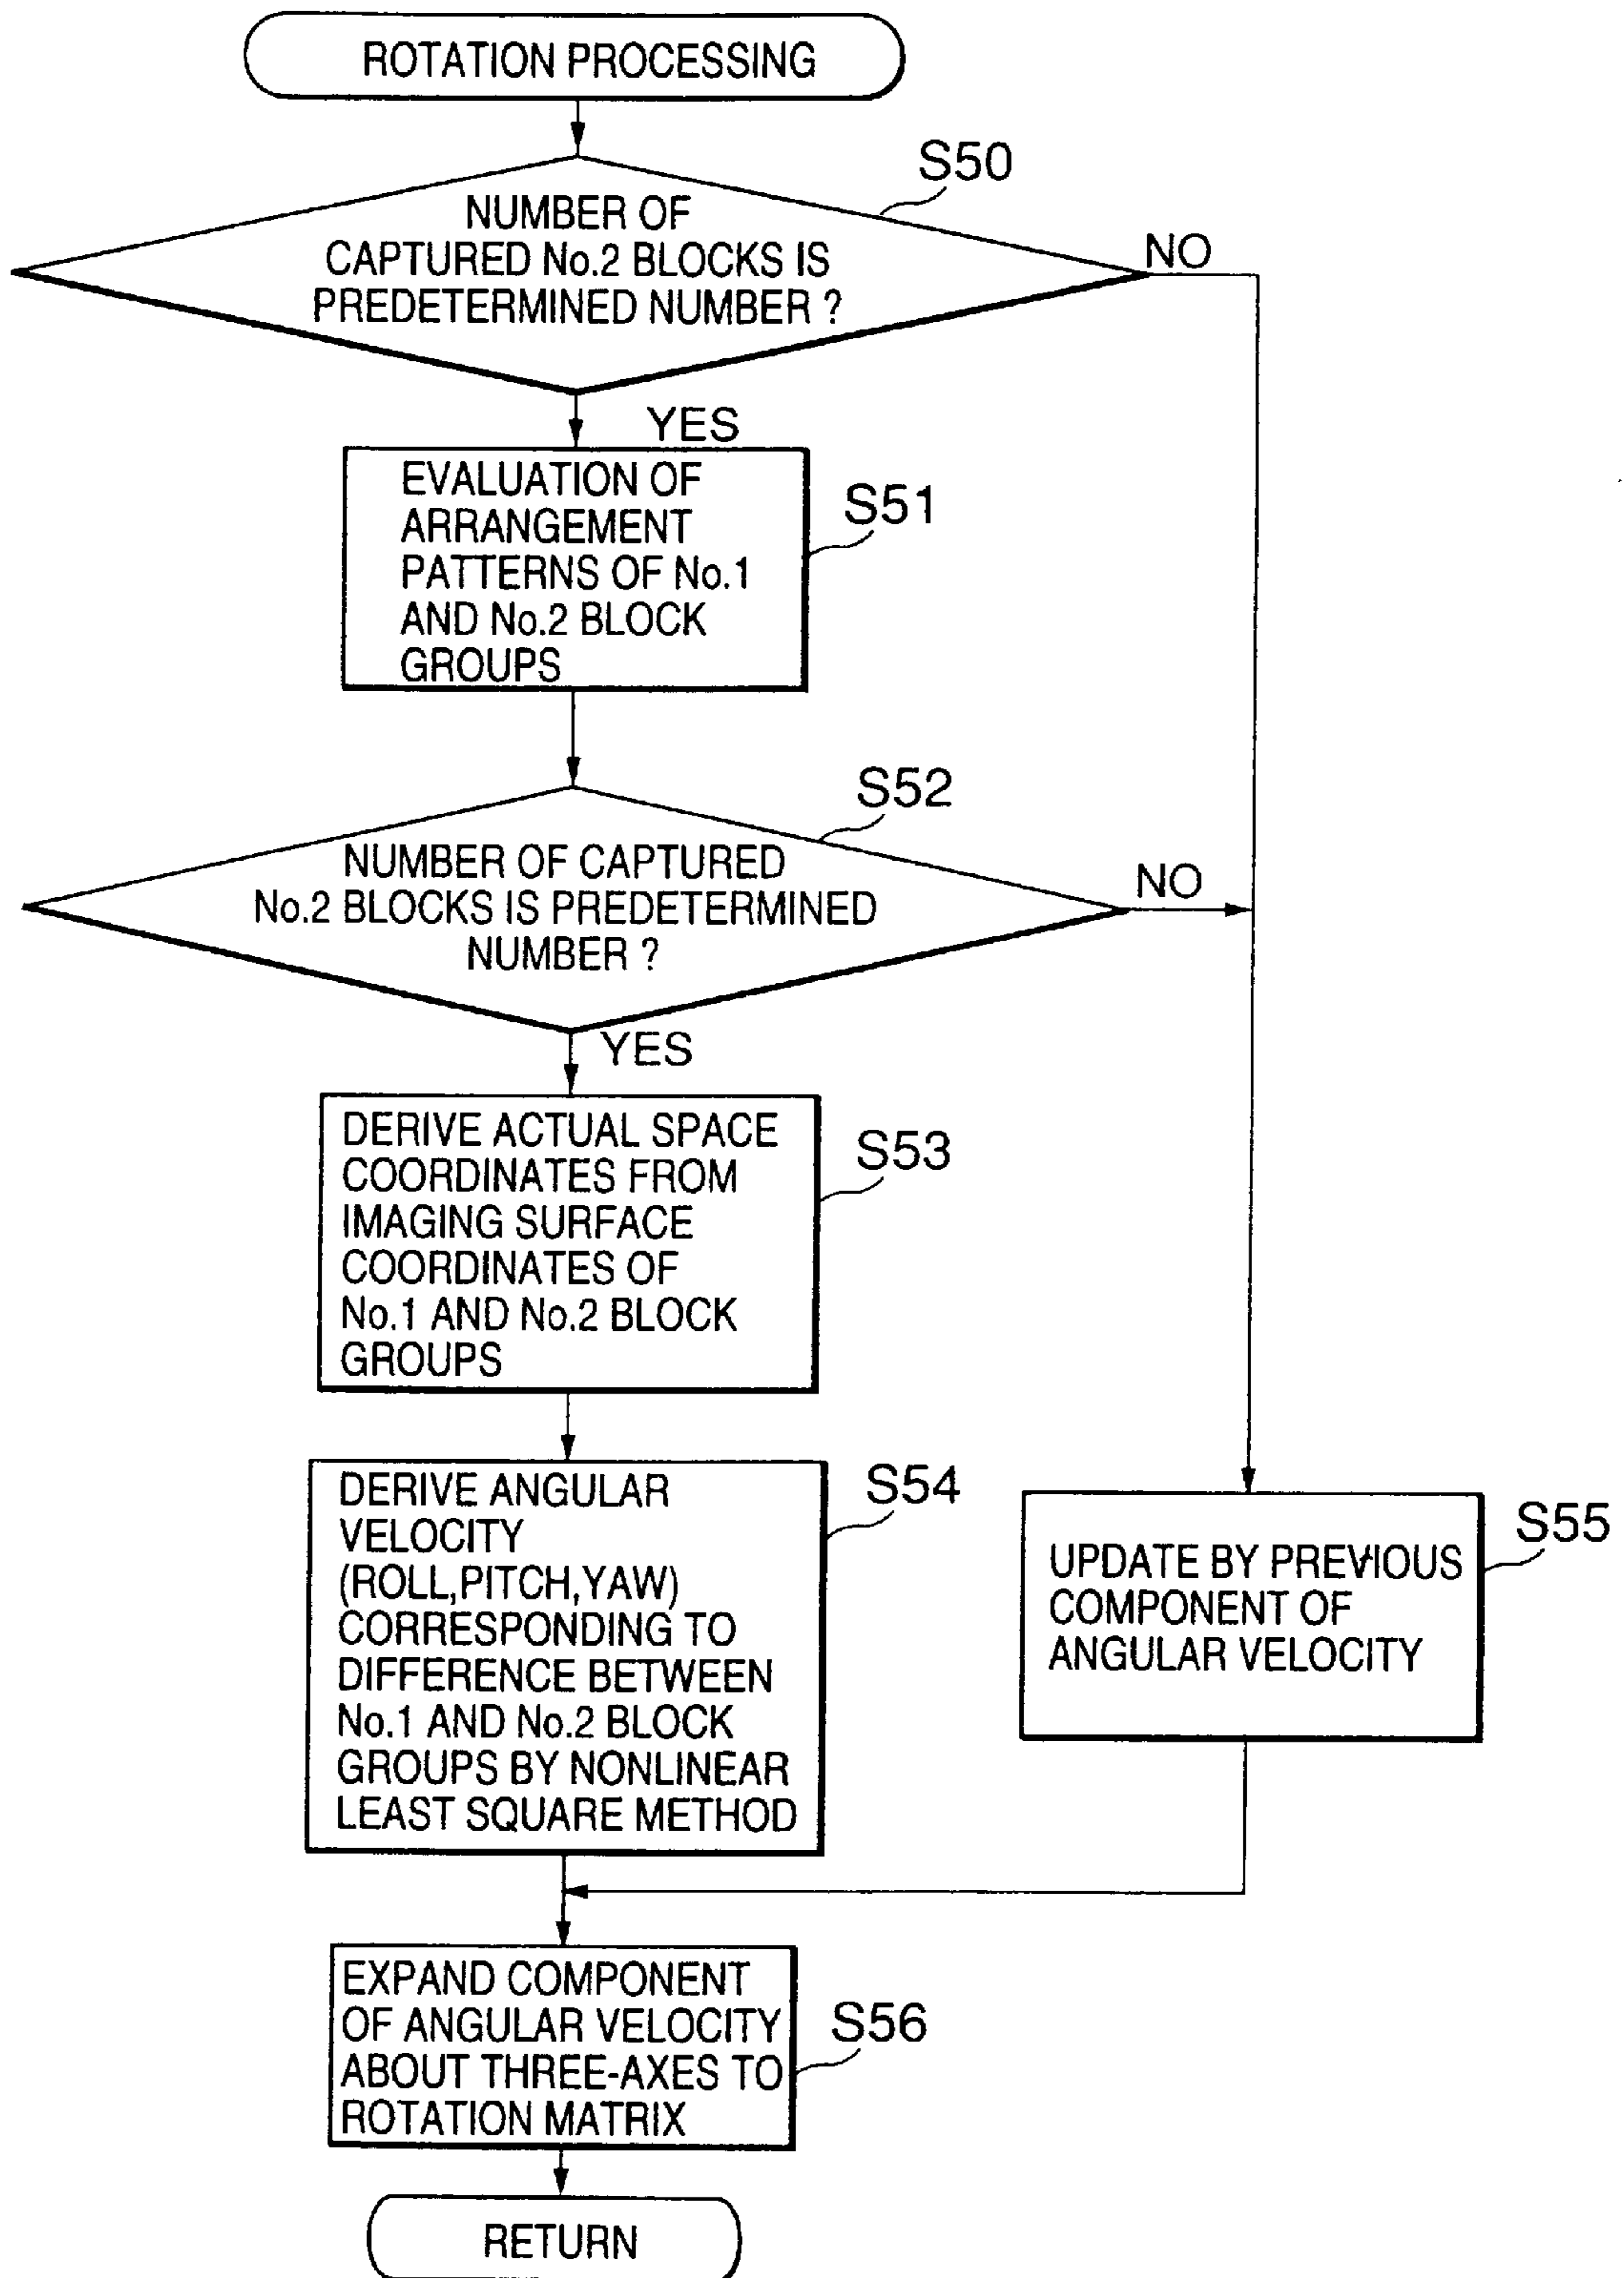 ROTATION PROCESSING
S50
NUMBER OF
CAPTURED No.2 BLOCKS IS
PREDETERMINED NUMBER ?
NO
YES
EVALUATION OF
ARRANGEMENT
PATTERNS OF No.1
AND No.2 BLOCK
GROUPS
S51
S52
NUMBER OF CAPTURED
No.2 BLOCKS IS PREDETERMINED
NUMBER ?
NO
YES
DERIVE ACTUAL SPACE
COORDINATES FROM
IMAGING SURFACE
COORDINATES OF
No.1 AND No.2 BLOCK
GROUPS
S53
DERIVE ANGULAR
VELOCITY
(ROLL,PITCH,YAW)
CORRESPONDING TO
DIFFERENCE BETWEEN
No.1 AND No.2 BLOCK
GROUPS BY NONLINEAR
LEAST SQUARE METHOD
S54
UPDATE BY PREVIOUS
COMPONENT OF
ANGULAR VELOCITY
S55
EXPAND COMPONENT
OF ANGULAR VELOCITY
ABOUT THREE-AXES TO
ROTATION MATRIX
S56
RETURN